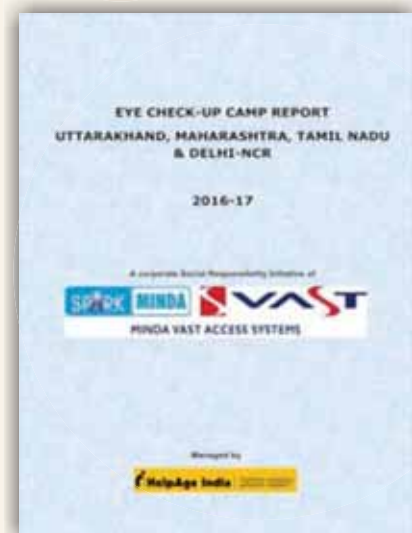 EYE CHECK-UP CAMP REPORT
UTTARAKHAND, MAHARASHTRA, TAMIL NADU
& DELHI-NCR
2016-17
A corporate Social Responsibility Initiative of
SPARK MINDA VAST
MINDA VAST ACCESS SYSTEMS
Managed by
HelpAge India